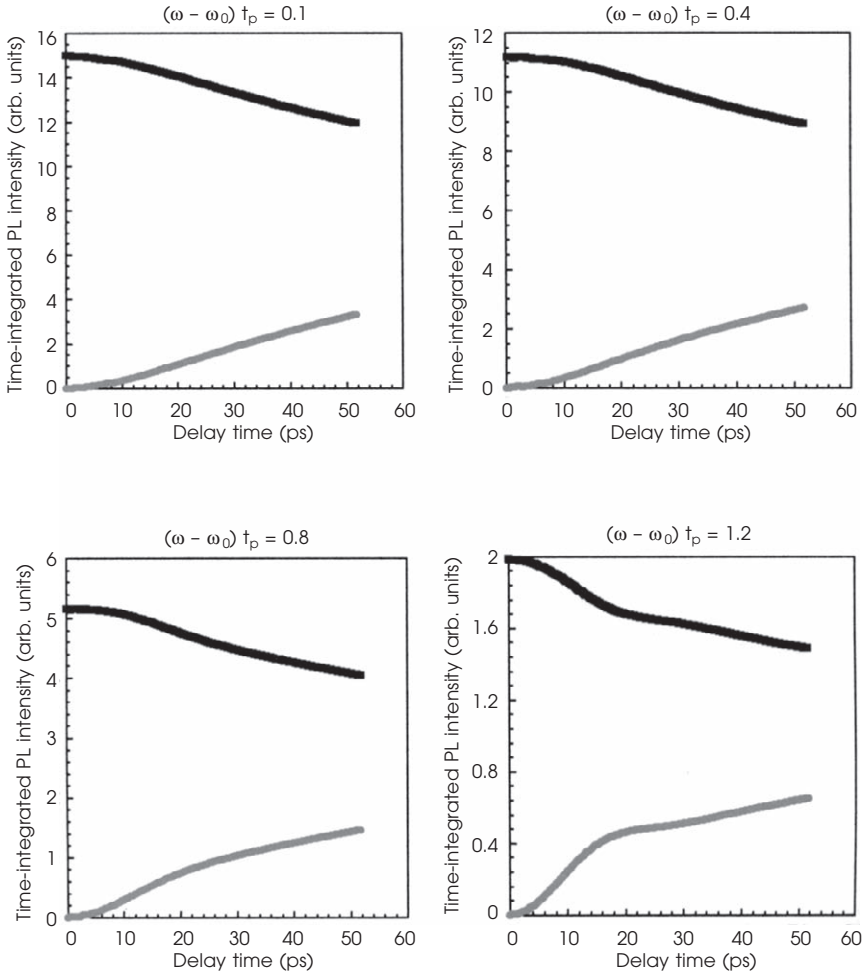 (ω – ω₀) tₚ = 0.1
Time-integrated PL intensity (arb. units)
16
14
12
10
8
6
4
2
0
0 10 20 30 40 50 60
Delay time (ps)
(ω – ω₀) tₚ = 0.4
Time-integrated PL intensity (arb. units)
12
10
8
6
4
2
0
0 10 20 30 40 50 60
Delay time (ps)
(ω – ω₀) tₚ = 0.8
Time-integrated PL intensity (arb. units)
6
5
4
3
2
1
0
0 10 20 30 40 50 60
Delay time (ps)
(ω – ω₀) tₚ = 1.2
Time-integrated PL intensity (arb. units)
2
1.6
1.2
0.8
0.4
0
0 10 20 30 40 50 60
Delay time (ps)